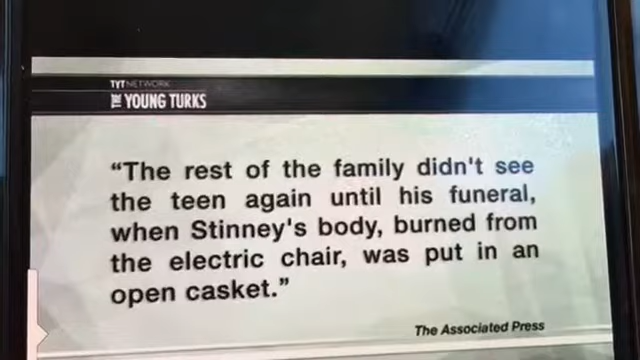 TYT NETWORK
THE YOUNG TURKS
“The rest of the family didn't see
the teen again until his funeral,
when Stinney's body, burned from
the electric chair, was put in an
open casket.”
The Associated Press